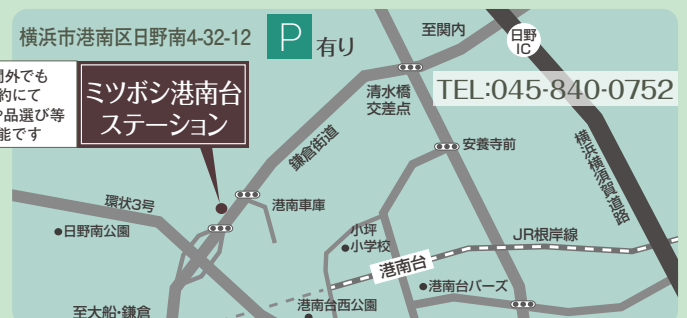 横浜市港南区日野南4-32-12
P 有り
至関内
日野
IC
外でも
約にて
品選び等
能です
ミツボシ港南台
ステーション
清水橋
交差点
TEL:045-840-0752
鎌倉街道
安養寺前
横浜横須賀道路
環状3号
港南車庫
日野南公園
小坪
小学校
JR根岸線
港南台
港南台バーズ
港南台西公園
至大船・鎌倉